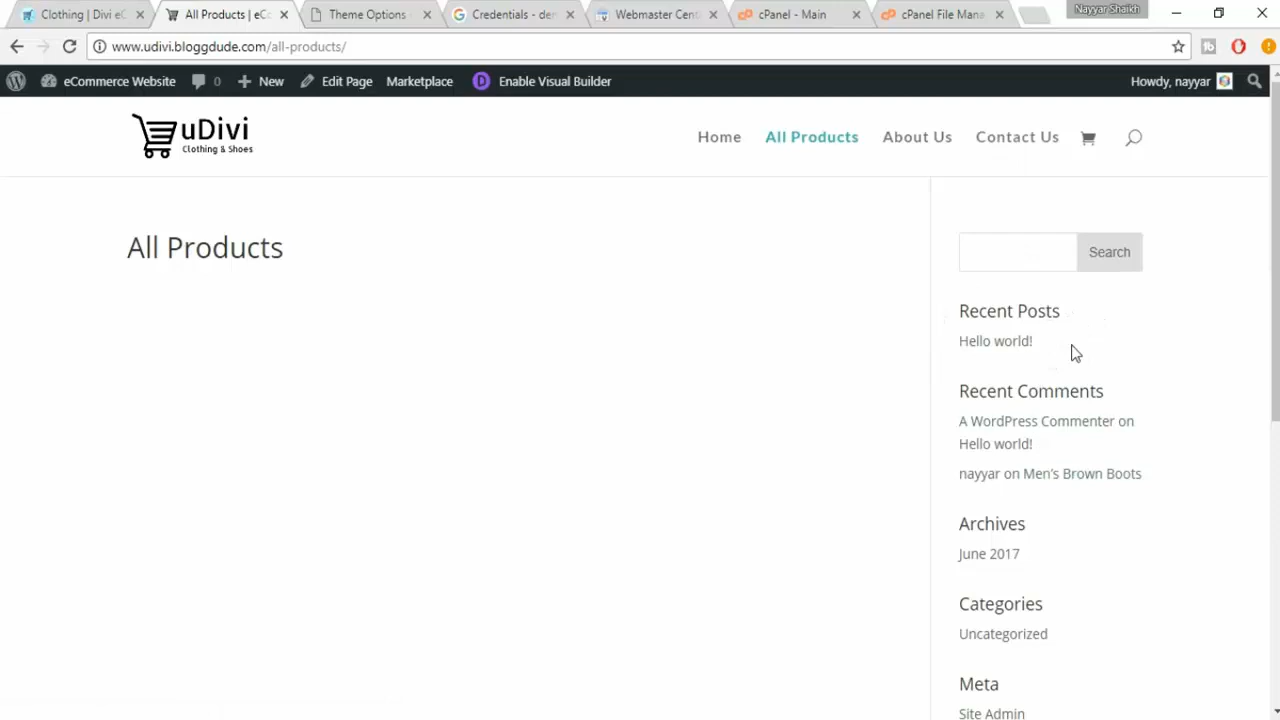 Clothing | Divi eC
All Products | eCo
Theme Options
Credentials - der
Webmaster Cent
cPanel - Main
cPanel File Mana
Nayyar Shaikh
www.udivi.bloggdude.com/all-products/
eCommerce Website
0
New
Edit Page
Marketplace
Enable Visual Builder
Howdy, nayyar
uDivi
Clothing & Shoes
Home
All Products
About Us
Contact Us
All Products
Search
Recent Posts
Hello world!
Recent Comments
A WordPress Commenter on
Hello world!
nayyar on Men's Brown Boots
Archives
June 2017
Categories
Uncategorized
Meta
Site Admin